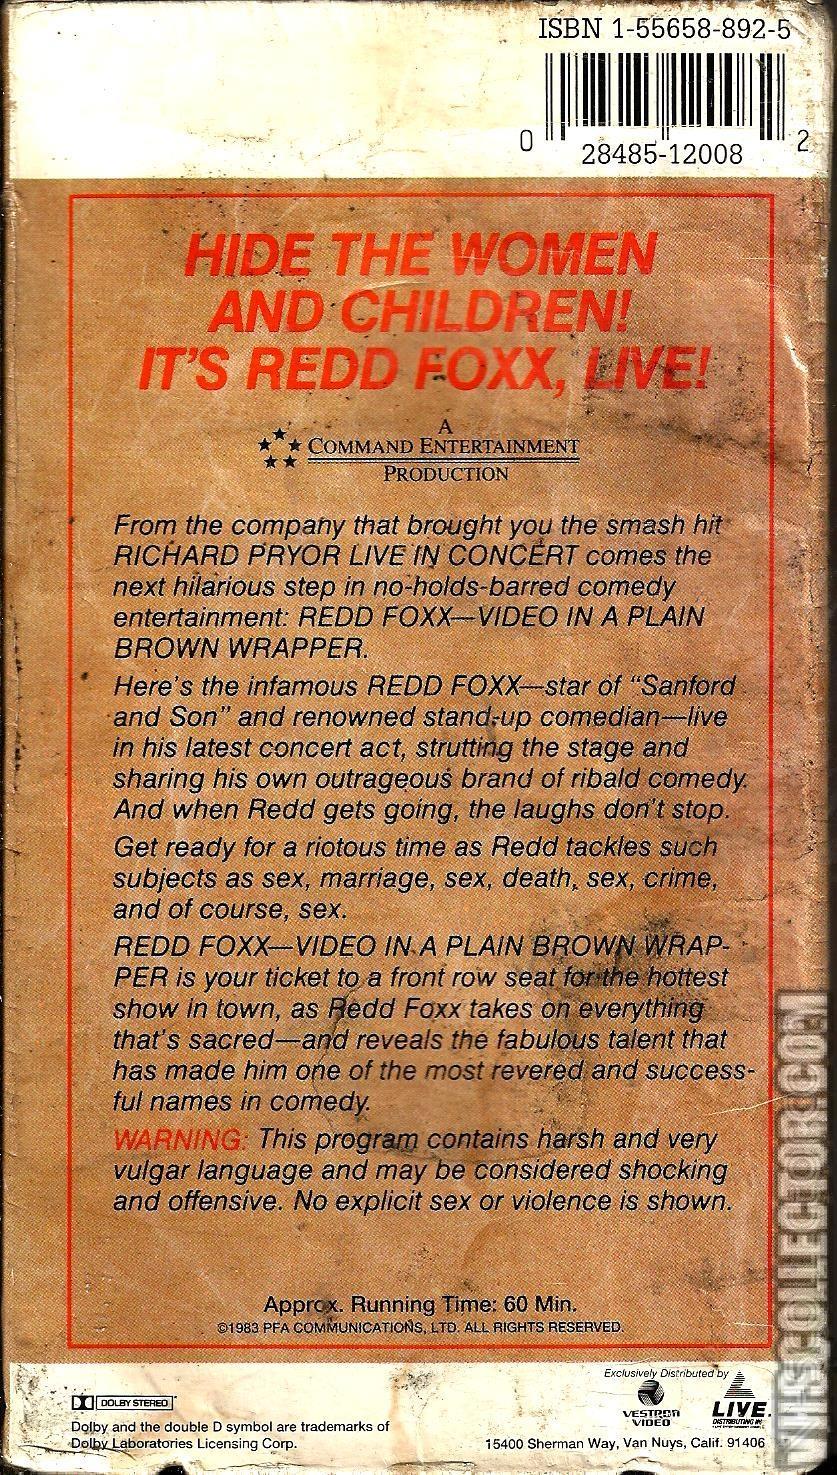 ISBN 1-55658-892-5
0 28485-12008 2
HIDE THE WOMEN
AND CHILDREN!
IT'S REDD FOXX, LIVE!
A
COMMAND ENTERTAINMENT
PRODUCTION
From the company that brought you the smash hit
RICHARD PRYOR LIVE IN CONCERT comes the
next hilarious step in no-holds-barred comedy
entertainment: REDD FOXX—VIDEO IN A PLAIN
BROWN WRAPPER.
Here's the infamous REDD FOXX—star of "Sanford
and Son" and renowned stand-up comedian—live
in his latest concert act, strutting the stage and
sharing his own outrageous brand of ribald comedy.
And when Redd gets going, the laughs don't stop.
Get ready for a riotous time as Redd tackles such
subjects as sex, marriage, sex, death, sex, crime,
and of course, sex.
REDD FOXX—VIDEO IN A PLAIN BROWN WRAP-
PER is your ticket to a front row seat for the hottest
show in town, as Redd Foxx takes on everything
that's sacred—and reveals the fabulous talent that
has made him one of the most revered and success-
ful names in comedy.
WARNING: This program contains harsh and very
vulgar language and may be considered shocking
and offensive. No explicit sex or violence is shown.
Approx. Running Time: 60 Min.
©1983 PFA COMMUNICATIONS, LTD. ALL RIGHTS RESERVED.
Exclusively Distributed by
DOLBY STEREO
VESTRON
VIDEO
LIVE
DISTRIBUTING
Dolby and the double D symbol are trademarks of
Dolby Laboratories Licensing Corp.
15400 Sherman Way, Van Nuys, Calif. 91406
VHSCOLLECTOR.COM